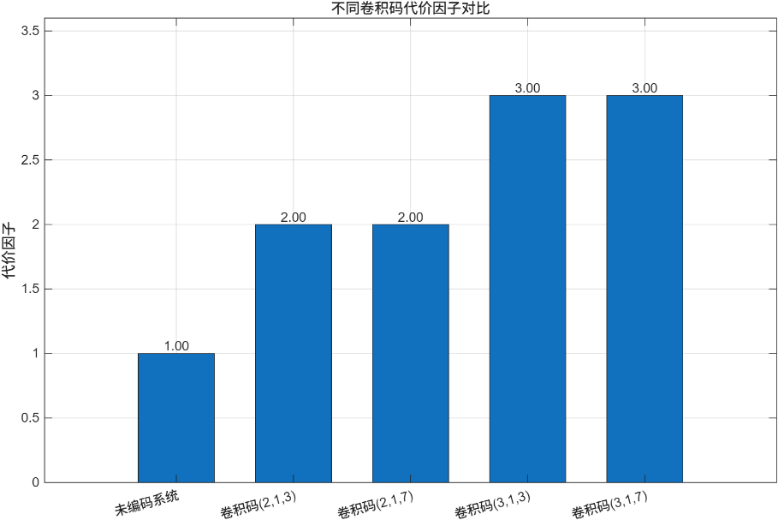 不同卷积码代价因子对比
代价因子
3.5
3
2.5
2
1.5
1
0.5
0
1.00
2.00
2.00
3.00
3.00
未编码系统
卷积码(2,1,3)
卷积码(2,1,7)
卷积码(3,1,3)
卷积码(3,1,7)